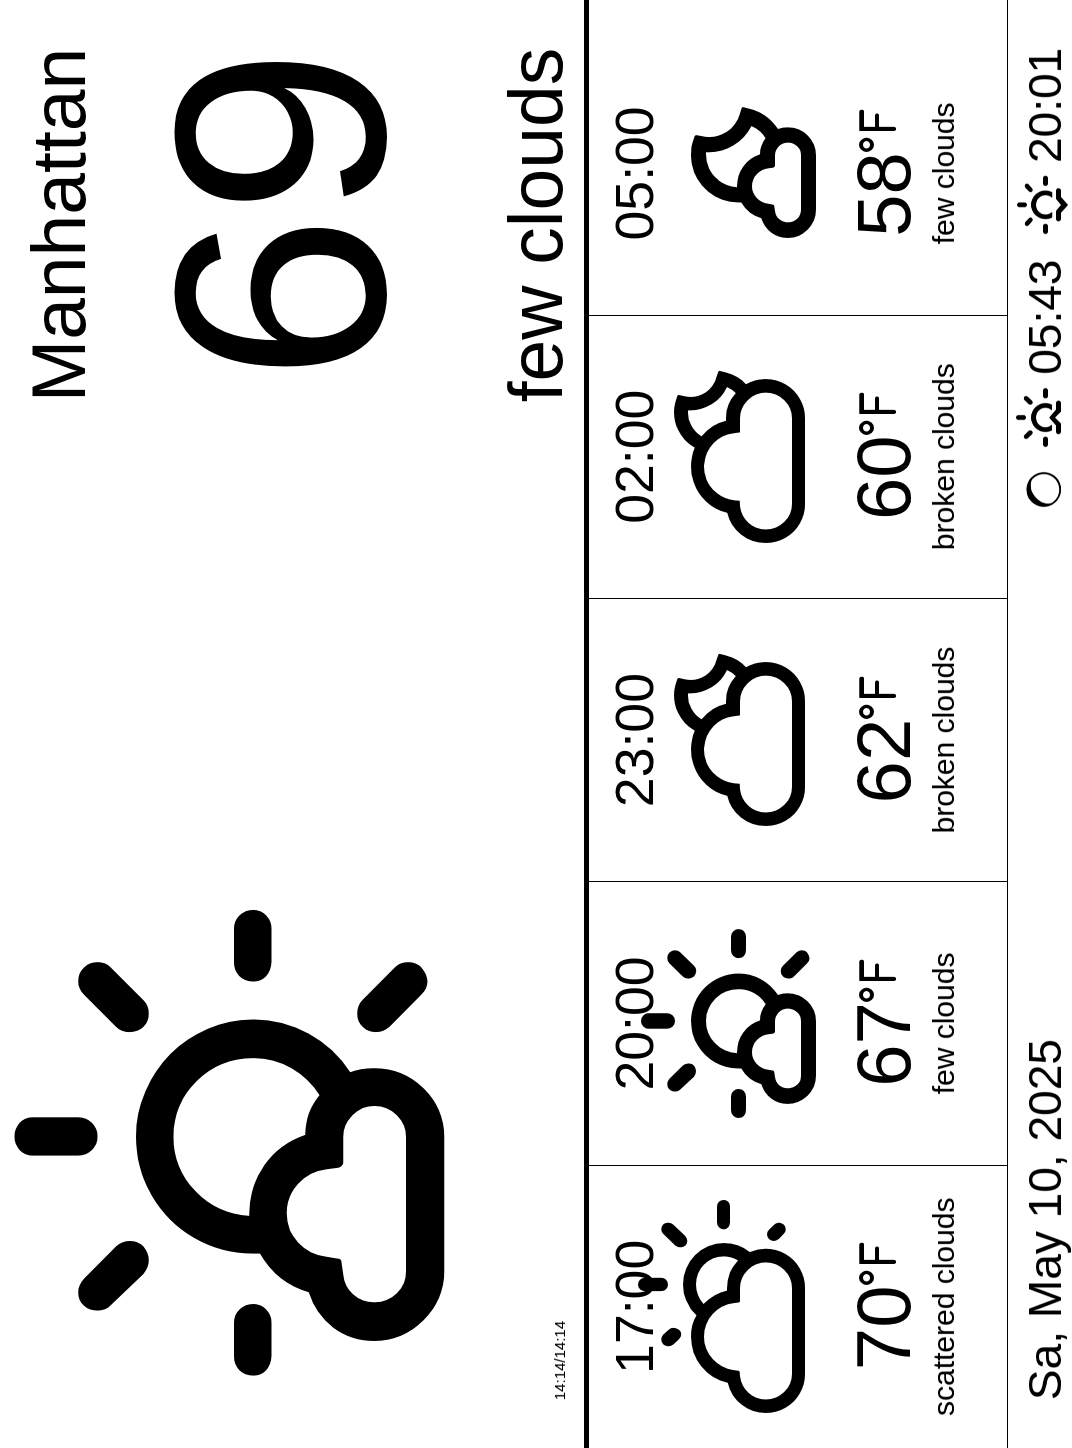 Manhattan
69
few clouds
14:14/14:14
17:00
70°F
scattered clouds
20:00
67°F
few clouds
23:00
62°F
broken clouds
02:00
60°F
broken clouds
05:00
58°F
few clouds
Sa, May 10, 2025
05:43
20:01